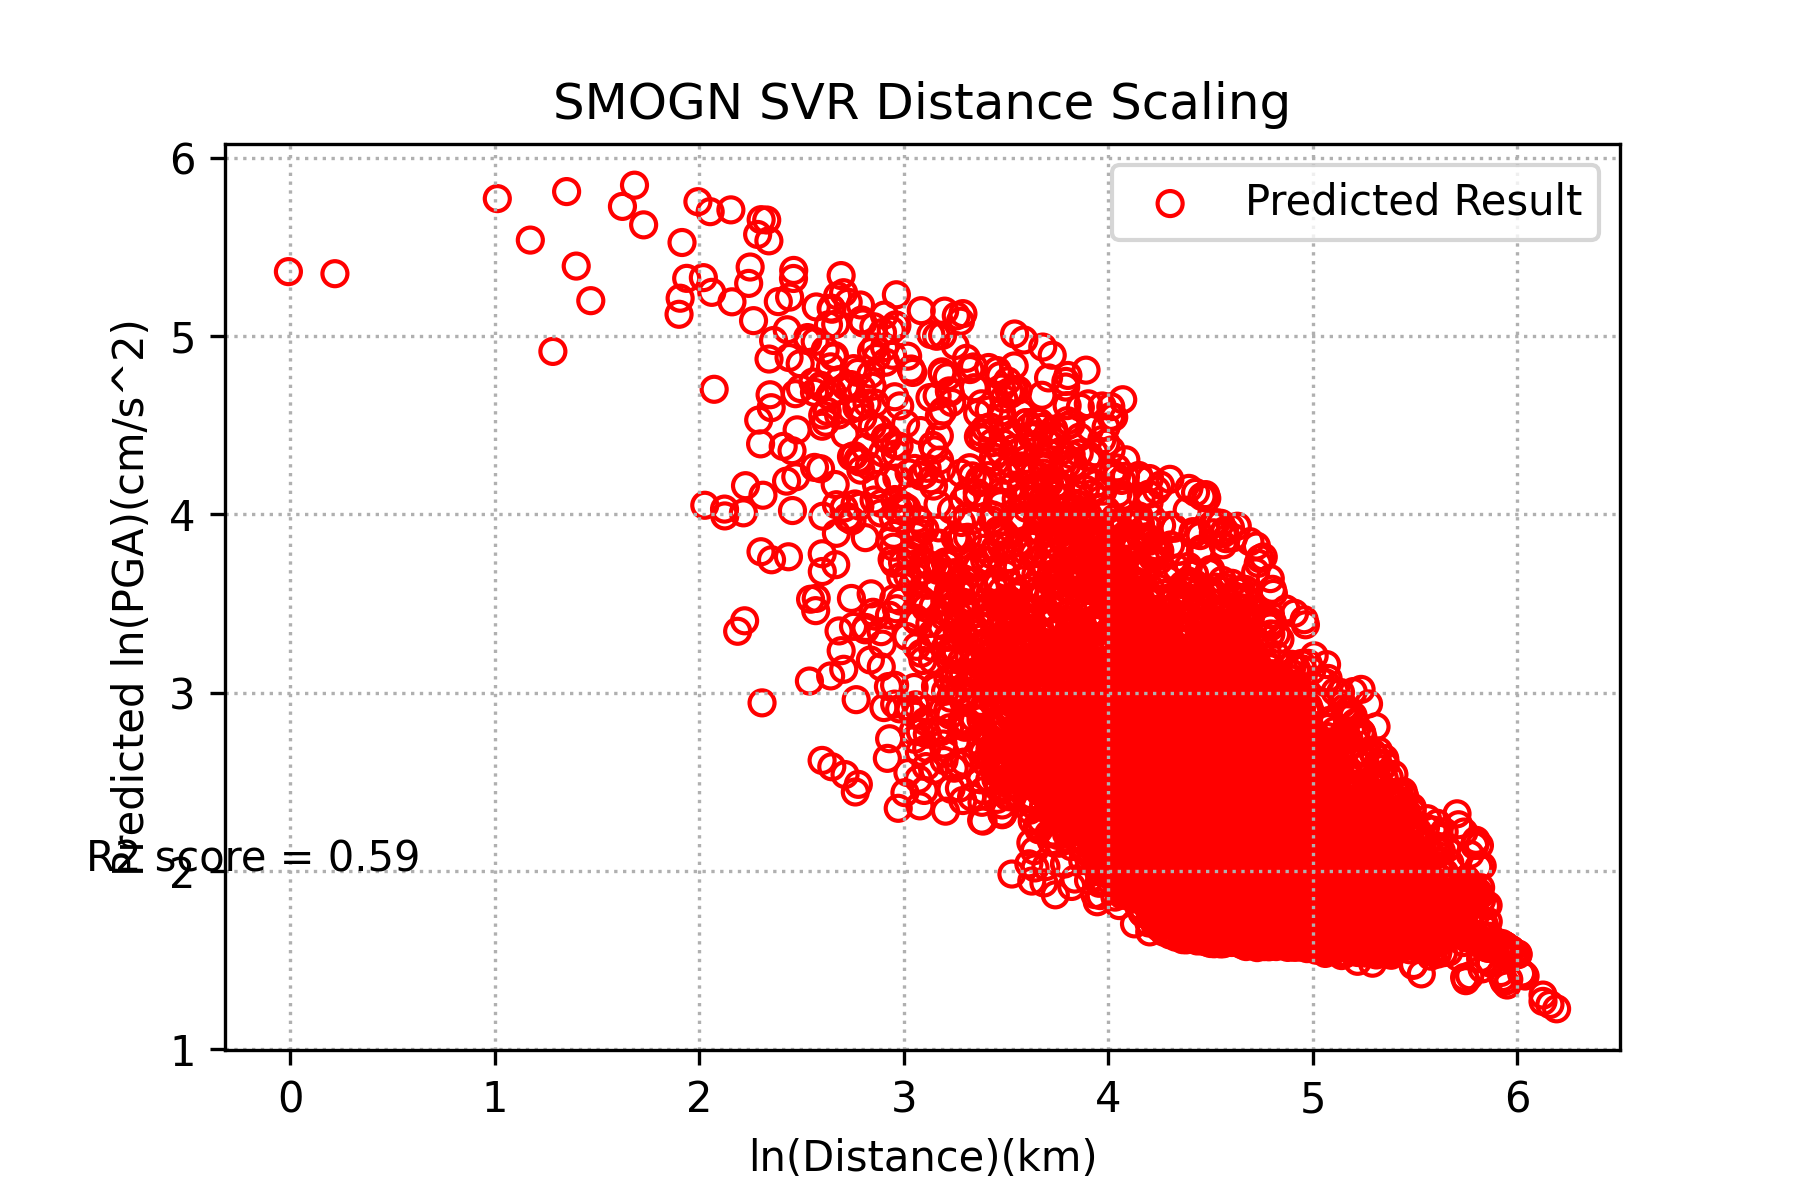 SMOGN SVR Distance Scaling
Predicted Result
Predicted ln(PGA)(cm/s^2)
6
5
4
3
2
1
R2 score = 0.59
0 1 2 3 4 5 6
ln(Distance)(km)